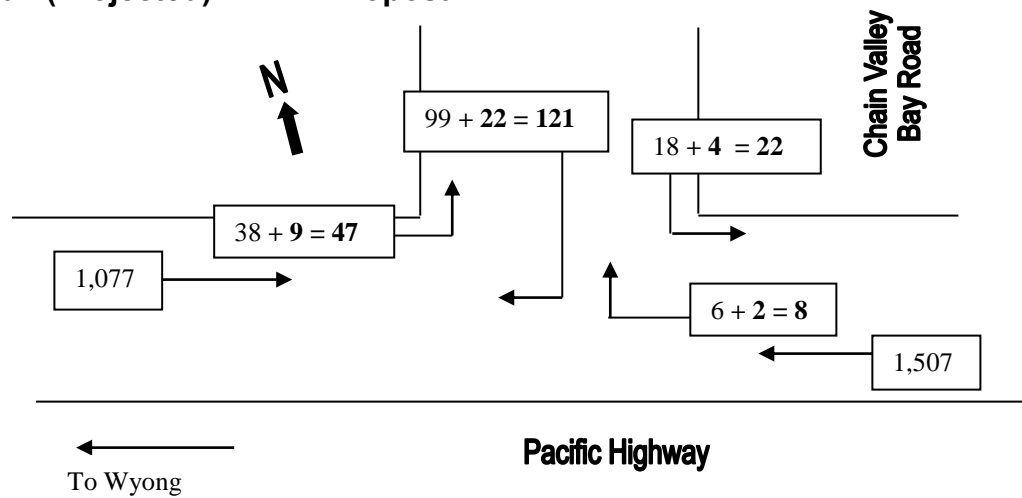 N
Chain Valley
Bay Road
99 + 22 = 121
18 + 4 = 22
38 + 9 = 47
1,077
6 + 2 = 8
1,507
Pacific Highway
To Wyong